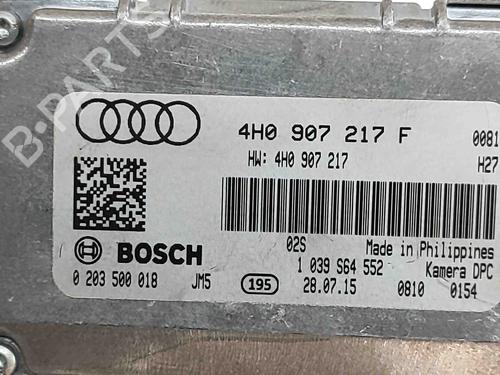 B-PARTS
4H0 907 217 F 0081
HW: 4H0 907 217 H27
BOSCH
02S Made in Philippines
1 039 S64 552 Kamera DPC
0 203 500 018 JM5 195 28.07.15 0810 0154